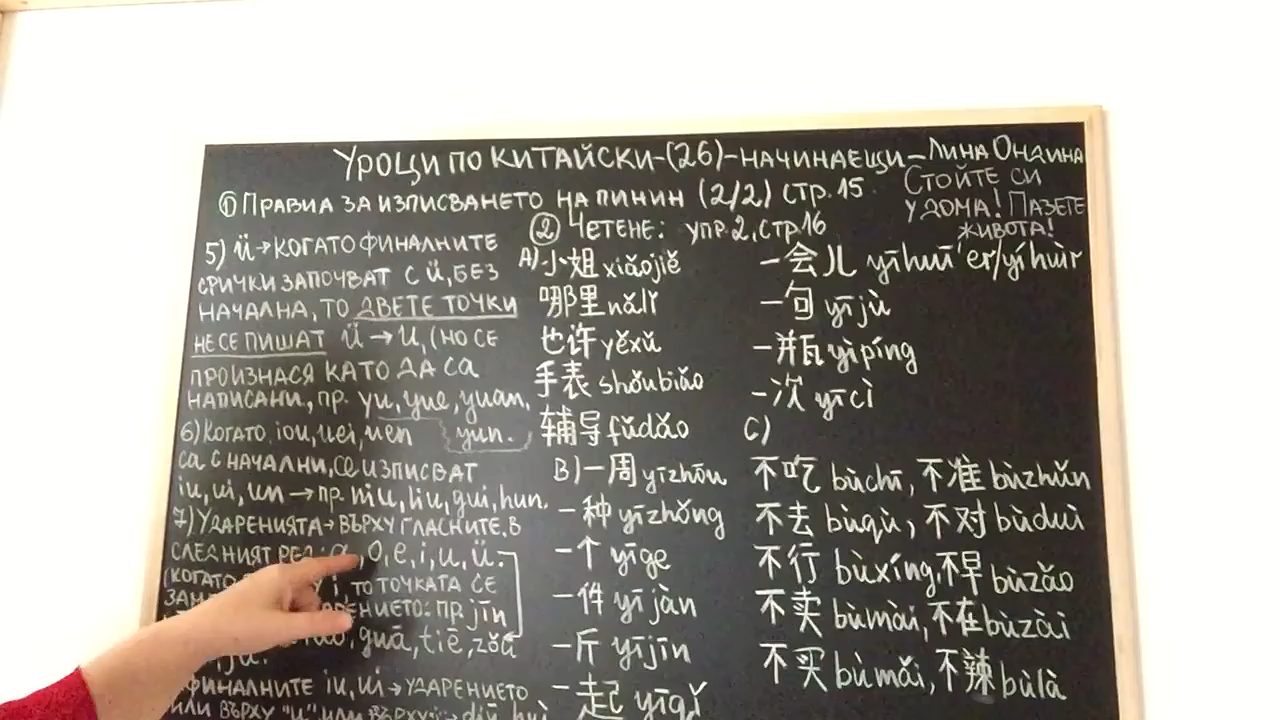 УРОЦИ ПО КИТАЙСКИ-(26)-НАЧИНАЕЩИ-ЛИНА ОНДИНА
СТОЙТЕ СИ
У ДОМА! ПАЗЕТЕ
ЖИВОТА!
① ПРАВИЛА ЗА ИЗПИСВАНЕТО НА ПИНИН (2/2) СТР. 15
5) ü→КОГАТО ФИНАЛНИТЕ
СРИЧКИ ЗАПОЧВАТ С Ü, БЕЗ
НАЧАЛНА, ТО ДВЕТЕ ТОЧКИ
НЕ СЕ ПИШАТ Ü→U, (НО СЕ
ПРОИЗНАСЯ КАТО ДА СА
НАПИСАНИ, ПР. yu, yue, yuan,
yun.
6) КОГАТО iou, uei, uen
СА С НАЧАЛНИ, СЕ ИЗПИСВАТ
iu, ui, un → ПР. niu, liu, gui, hun.
7) УДАРЕНИЯТА→ВЪРХУ ГЛАСНИТЕ, В
СЛЕДНИЯТ РЕД: a, o, e, i, u, ü.
(КОГАТО i, ТО ТОЧКАТА СЕ
ПР. jīn
guā, tiē,
ФИНАЛНИТЕ iu, ui → УДАРЕНИЕТО
ИЛИ ВЪРХУ "u" ИЛИ ВЪРХУ i
② ЧЕТЕНЕ: УПР. 2, СТР. 16
A) 小姐 xiǎojiě
哪里 nǎlǐ
也许 yěxǔ
手表 shǒubiǎo
辅导 fǔdǎo
B) 一周 yīzhōu
一种 yīzhǒng
一个 yīge
一件 yījàn
一斤 yījīn
一起 yīqǐ
一会儿 yīhuǐ'er/yíhuìr
一句 yījù
一瓶 yìpíng
一次 yīcì
C)
不吃 bùchī, 不准 bùzhǔn
不去 bùqù, 不对 bùduì
不行 bùxíng, 不早 bùzǎo
不卖 bùmài, 不在 bùzài
不买 bùmǎi, 不辣 bùlà